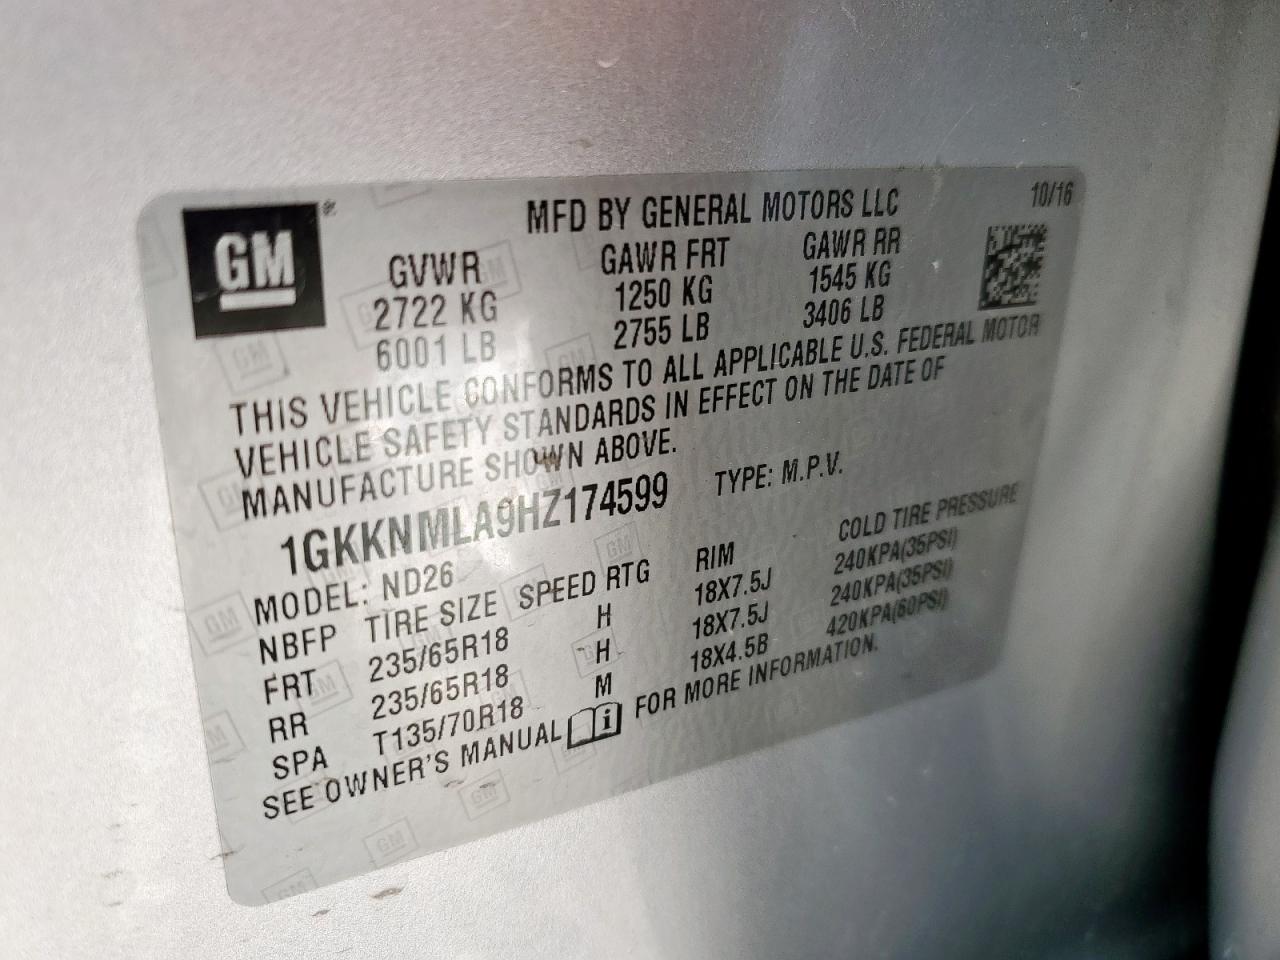 GM®
MFD BY GENERAL MOTORS LLC
10/16
GVWR GAWR FRT GAWR RR
2722 KG 1250 KG 1545 KG
6001 LB 2755 LB 3406 LB
THIS VEHICLE CONFORMS TO ALL APPLICABLE U.S. FEDERAL MOTOR
VEHICLE SAFETY STANDARDS IN EFFECT ON THE DATE OF
MANUFACTURE SHOWN ABOVE.
1GKKNMLA9HZ174599 TYPE: M.P.V.
MODEL: ND26
NBFP TIRE SIZE SPEED RTG RIM COLD TIRE PRESSURE
FRT 235/65R18 H 18X7.5J 240KPA(35PSI)
RR 235/65R18 H 18X7.5J 240KPA(35PSI)
SPA T135/70R18 M 18X4.5B 420KPA(60PSI)
SEE OWNER'S MANUAL i FOR MORE INFORMATION.